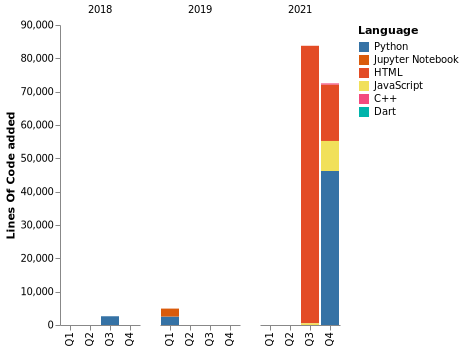 2018 2019 2021
Lines Of Code added
90,000
80,000
70,000
60,000
50,000
40,000
30,000
20,000
10,000
0
Q1 Q2 Q3 Q4 Q1 Q2 Q3 Q4 Q1 Q2 Q3 Q4
Language
Python
Jupyter Notebook
HTML
JavaScript
C++
Dart